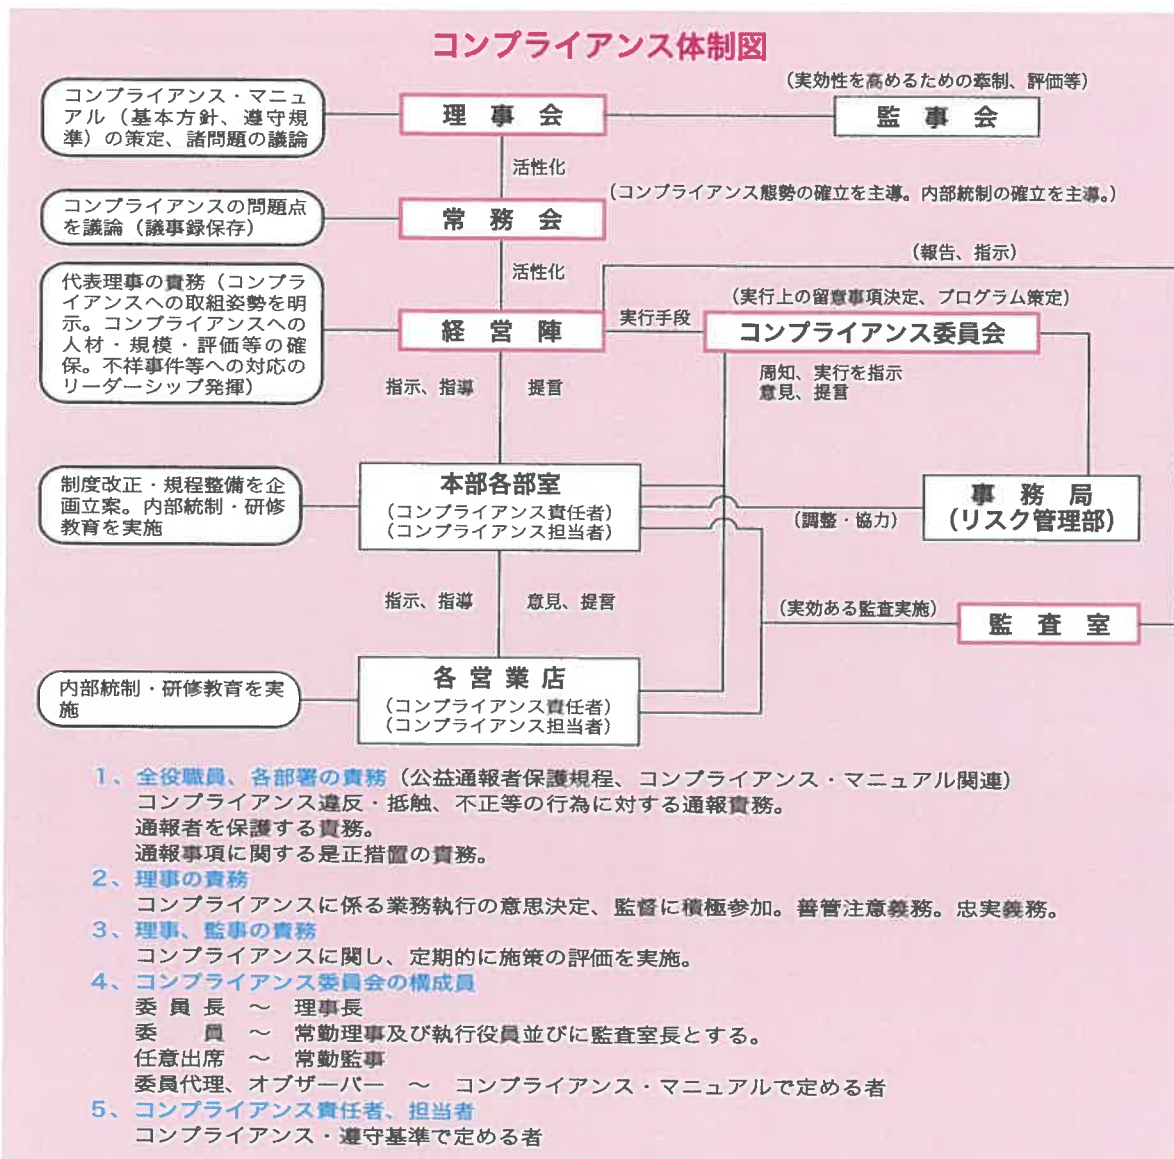 コンプライアンス体制図
コンプライアンス・マニュ
アル（基本方針、遵守規
準）の策定、諸問題の議論
理事会
（実効性を高めるための牽制、評価等）
監事会
活性化
コンプライアンスの問題点
を議論（議事録保存）
常務会
（コンプライアンス態勢の確立を主導。内部統制の確立を主導。）
活性化
（報告、指示）
代表理事の責務（コンプラ
イアンスへの取組姿勢を明
示。コンプライアンスへの
人材・規模・評価等の確
保。不祥事件等への対応の
リーダーシップ発揮）
経営陣
実行手段
（実行上の留意事項決定、プログラム策定）
コンプライアンス委員会
指示、指導
提言
周知、実行を指示
意見、提言
制度改正・規程整備を企
画立案。内部統制・研修
教育を実施
本部各部室
（コンプライアンス責任者）
（コンプライアンス担当者）
（調整・協力）
事務局
（リスク管理部）
指示、指導
意見、提言
（実効ある監査実施）
監査室
内部統制・研修教育を実
施
各営業店
（コンプライアンス責任者）
（コンプライアンス担当者）
1、全役職員、各部署の責務（公益通報者保護規程、コンプライアンス・マニュアル関連）
コンプライアンス違反・抵触、不正等の行為に対する通報責務。
通報者を保護する責務。
通報事項に関する是正措置の責務。
2、理事の責務
コンプライアンスに係る業務執行の意思決定、監督に積極参加。善管注意義務。忠実義務。
3、理事、監事の責務
コンプライアンスに関し、定期的に施策の評価を実施。
4、コンプライアンス委員会の構成員
委員長 ～ 理事長
委員 ～ 常勤理事及び執行役員並びに監査室長とする。
任意出席 ～ 常勤監事
委員代理、オブザーバー ～ コンプライアンス・マニュアルで定める者
5、コンプライアンス責任者、担当者
コンプライアンス・遵守基準で定める者